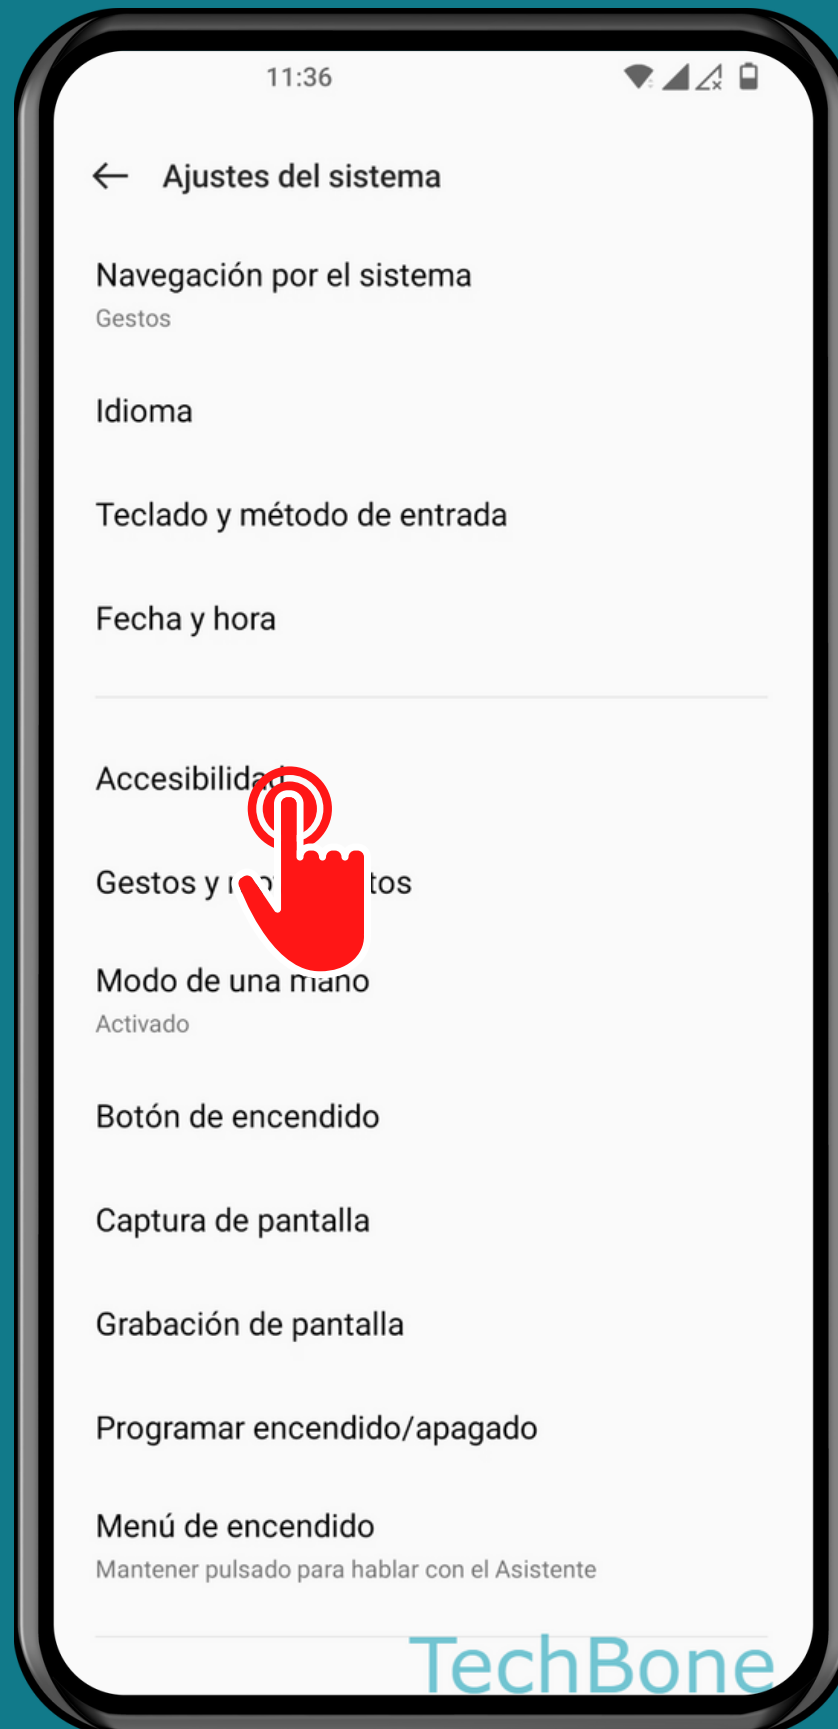 11:36
Ajustes del sistema
Navegación por el sistema
Gestos
Idioma
Teclado y método de entrada
Fecha y hora
Accesibilidad
Gestos y
Modo de una mano
Activado
Botón de encendido
Captura de pantalla
Grabación de pantalla
Programar encendido/apagado
Menú de encendido
Mantener pulsado para hablar con el Asistente
TechBone